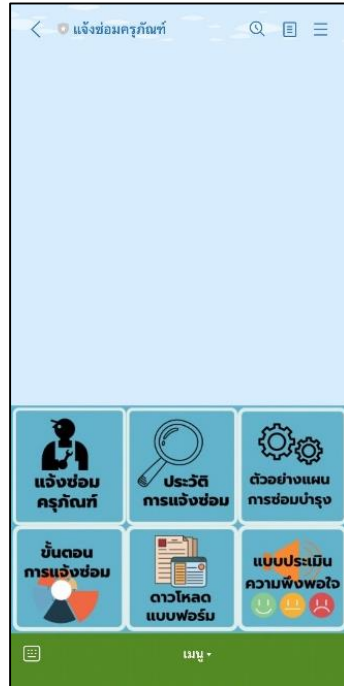 แจ้งซ่อมครุภัณฑ์
แจ้งซ่อม
ครุภัณฑ์
ประวัติ
การแจ้งซ่อม
ตัวอย่างแผน
การซ่อมบำรุง
ขั้นตอน
การแจ้งซ่อม
ดาวโหลด
แบบฟอร์ม
แบบประเมิน
ความพึงพอใจ
เมนู